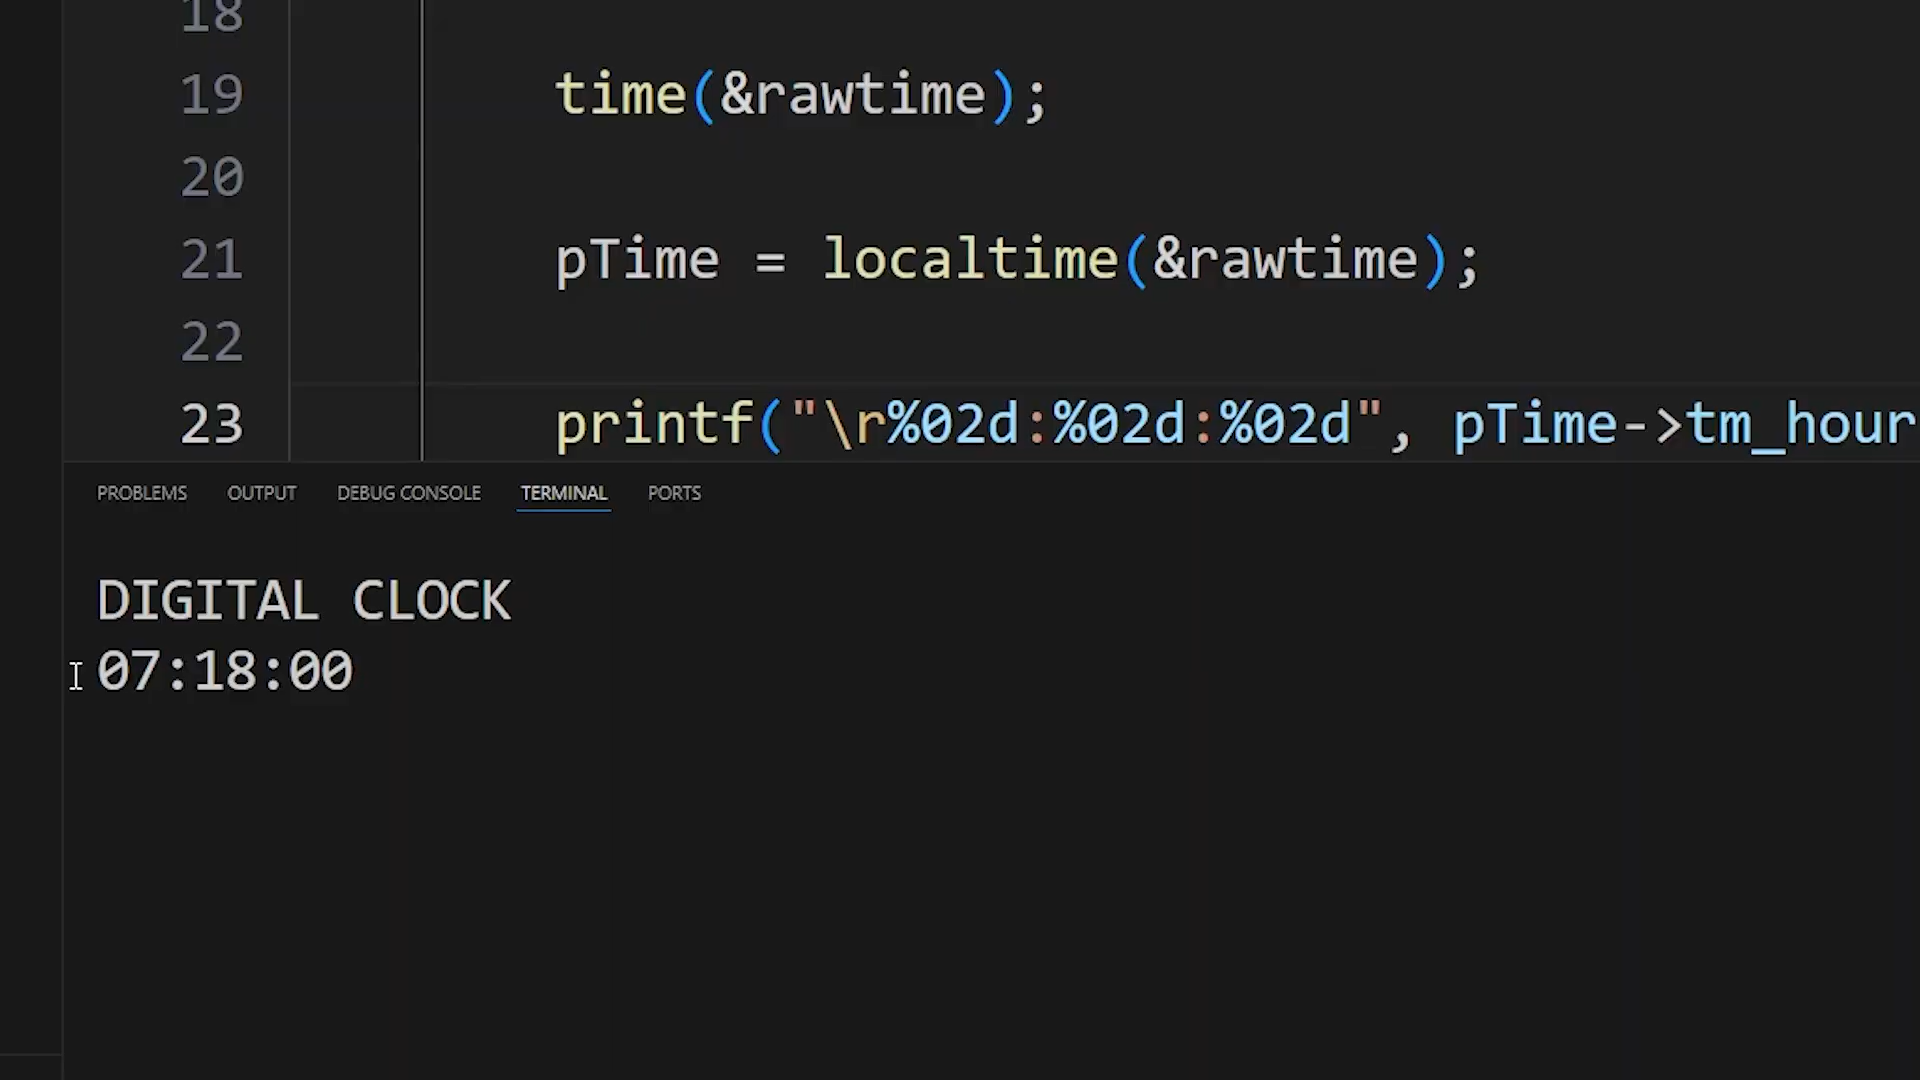 18
19 time(&rawtime);
20
21 pTime = localtime(&rawtime);
22
23 printf("\r%02d:%02d:%02d", pTime->tm_hour
PROBLEMS OUTPUT DEBUG CONSOLE TERMINAL PORTS
DIGITAL CLOCK
07:18:00